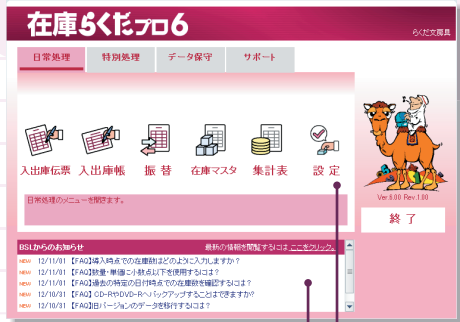 在庫らくだプロ6
らくだ文房具
日常処理 特別処理 データ保守 サポート
入出庫伝票 入出庫帳 振替 在庫マスタ 集計表 設定
日常処理のメニューを開きます。
Ver.6.00 Rev.1.00
終了
BSLからのお知らせ 最新の情報を閲覧するには、ここをクリック。
NEW 12/11/01 【FAQ】導入時点での在庫数はどのように入力しますか？
NEW 12/11/01 【FAQ】数量・単価に小数点以下を使用するには？
NEW 12/11/01 【FAQ】過去の特定の日付時点での在庫数を確認するには？
NEW 12/10/31 【FAQ】CD-RやDVD-Rへバックアップすることはできますか？
NEW 12/10/31 【FAQ】旧バージョンのデータを移行するには？